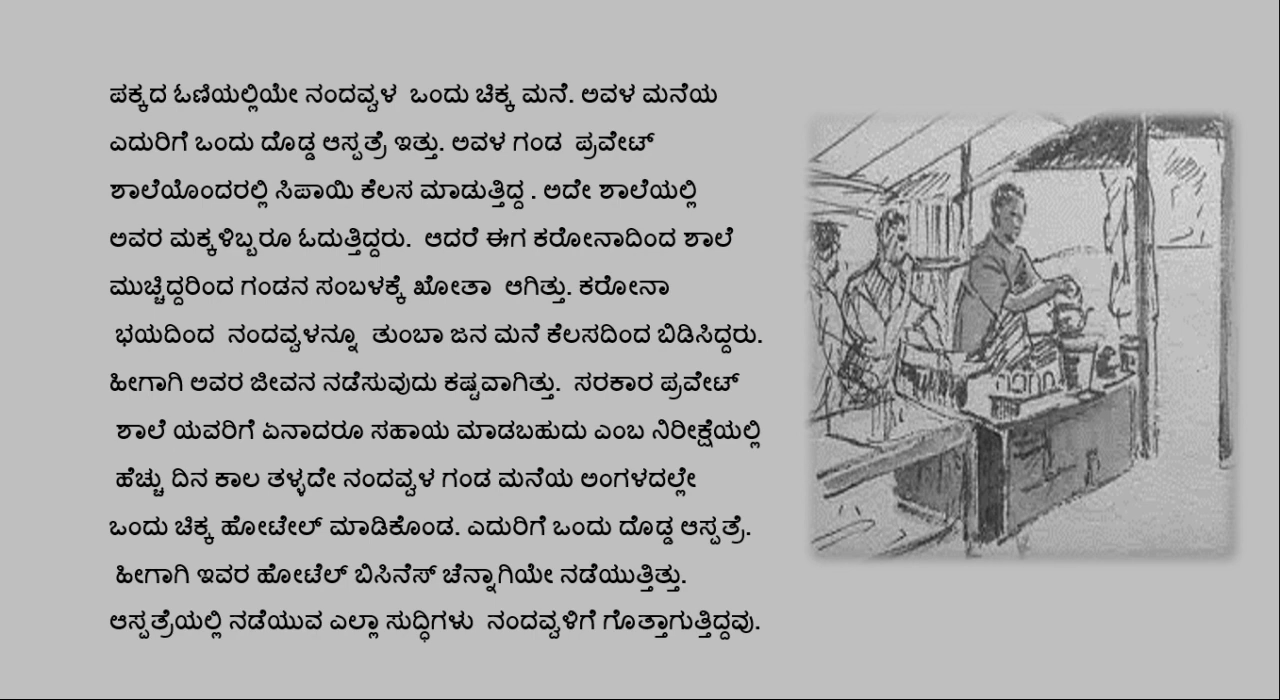 ಪಕ್ಕದ ಓಣಿಯಲ್ಲಿಯೇ ನಂದವ್ವಳ ಒಂದು ಚಿಕ್ಕ ಮನೆ. ಅವಳ ಮನೆಯ
ಎದುರಿಗೆ ಒಂದು ದೊಡ್ಡ ಆಸ್ಪತ್ರೆ ಇತ್ತು. ಅವಳ ಗಂಡ ಪ್ರವೇಟ್
ಶಾಲೆಯೊಂದರಲ್ಲಿ ಸಿಪಾಯಿ ಕೆಲಸ ಮಾಡುತ್ತಿದ್ದ . ಅದೇ ಶಾಲೆಯಲ್ಲಿ
ಅವರ ಮಕ್ಕಳಿಬ್ಬರೂ ಓದುತ್ತಿದ್ದರು. ಆದರೆ ಈಗ ಕರೋನಾದಿಂದ ಶಾಲೆ
ಮುಚ್ಚಿದ್ದರಿಂದ ಗಂಡನ ಸಂಬಳಕ್ಕೆ ಖೋತಾ ಆಗಿತ್ತು. ಕರೋನಾ
ಭಯದಿಂದ ನಂದವ್ವಳನ್ನೂ ತುಂಬಾ ಜನ ಮನೆ ಕೆಲಸದಿಂದ ಬಿಡಿಸಿದ್ದರು.
ಹೀಗಾಗಿ ಅವರ ಜೀವನ ನಡೆಸುವುದು ಕಷ್ಟವಾಗಿತ್ತು. ಸರಕಾರ ಪ್ರವೇಟ್
ಶಾಲೆ ಯವರಿಗೆ ಏನಾದರೂ ಸಹಾಯ ಮಾಡಬಹುದು ಎಂಬ ನಿರೀಕ್ಷೆಯಲ್ಲಿ
ಹೆಚ್ಚು ದಿನ ಕಾಲ ತಳ್ಳದೇ ನಂದವ್ವಳ ಗಂಡ ಮನೆಯ ಅಂಗಳದಲ್ಲೇ
ಒಂದು ಚಿಕ್ಕ ಹೋಟೇಲ್ ಮಾಡಿಕೊಂಡ. ಎದುರಿಗೆ ಒಂದು ದೊಡ್ಡ ಆಸ್ಪತ್ರೆ.
ಹೀಗಾಗಿ ಇವರ ಹೋಟೆಲ್ ಬಿಸಿನೆಸ್ ಚೆನ್ನಾಗಿಯೇ ನಡೆಯುತ್ತಿತ್ತು.
ಆಸ್ಪತ್ರೆಯಲ್ಲಿ ನಡೆಯುವ ಎಲ್ಲಾ ಸುದ್ಧಿಗಳು ನಂದವ್ವಳಿಗೆ ಗೊತ್ತಾಗುತ್ತಿದ್ದವು.